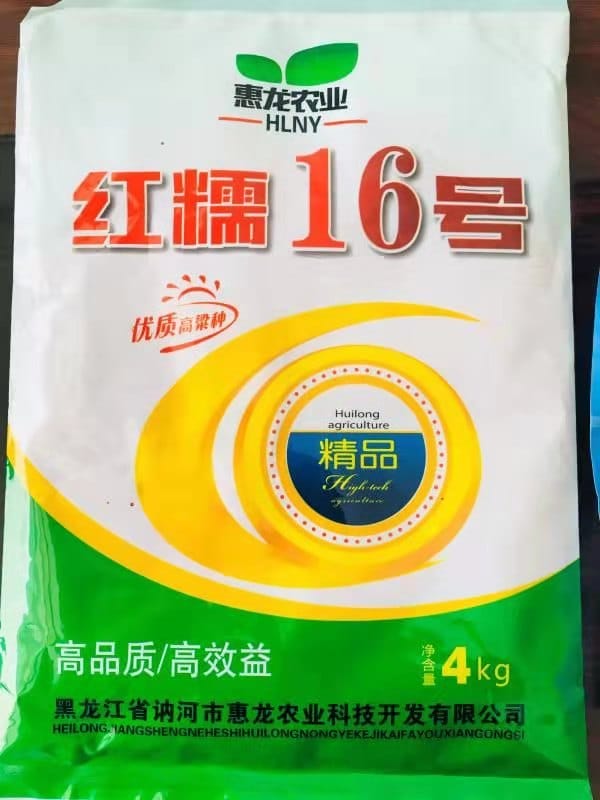 惠龙农业
HLNY
红糯16号
优质高粱种
Huilong
agriculture
精品
High-tech
agriculture
高品质/高效益
净含量 4kg
黑龙江省讷河市惠龙农业科技开发有限公司
HEILONGJIANGSHENGNEHESHIHUILONGNONGYEKEJIKAIFAYOUXIANGONGSI